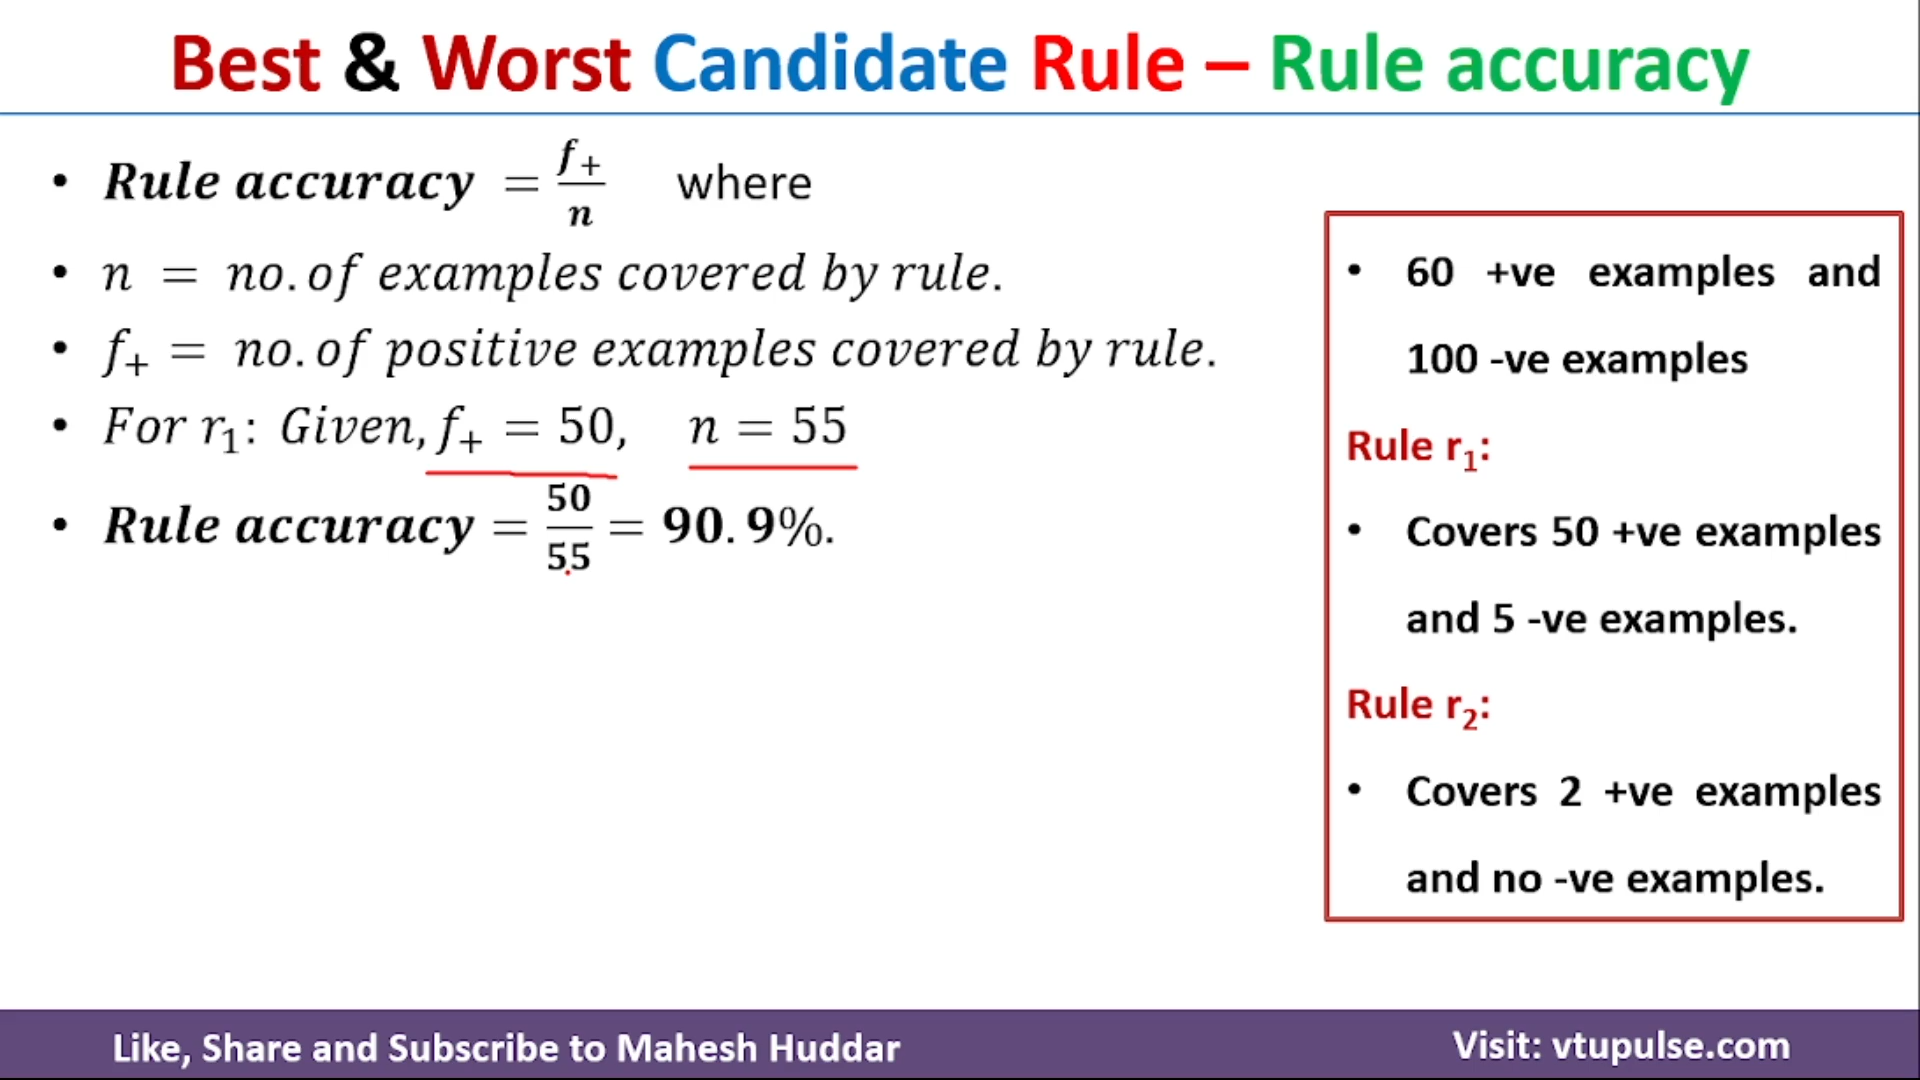 Best & Worst Candidate Rule – Rule accuracy
• Rule accuracy = f₊/n where
• n = no. of examples covered by rule.
• f₊ = no. of positive examples covered by rule.
• For r₁: Given, f₊ = 50, n = 55
• Rule accuracy = 50/55 = 90.9%.
• 60 +ve examples and
100 -ve examples
Rule r₁:
• Covers 50 +ve examples
and 5 -ve examples.
Rule r₂:
• Covers 2 +ve examples
and no -ve examples.
Like, Share and Subscribe to Mahesh Huddar
Visit: vtupulse.com